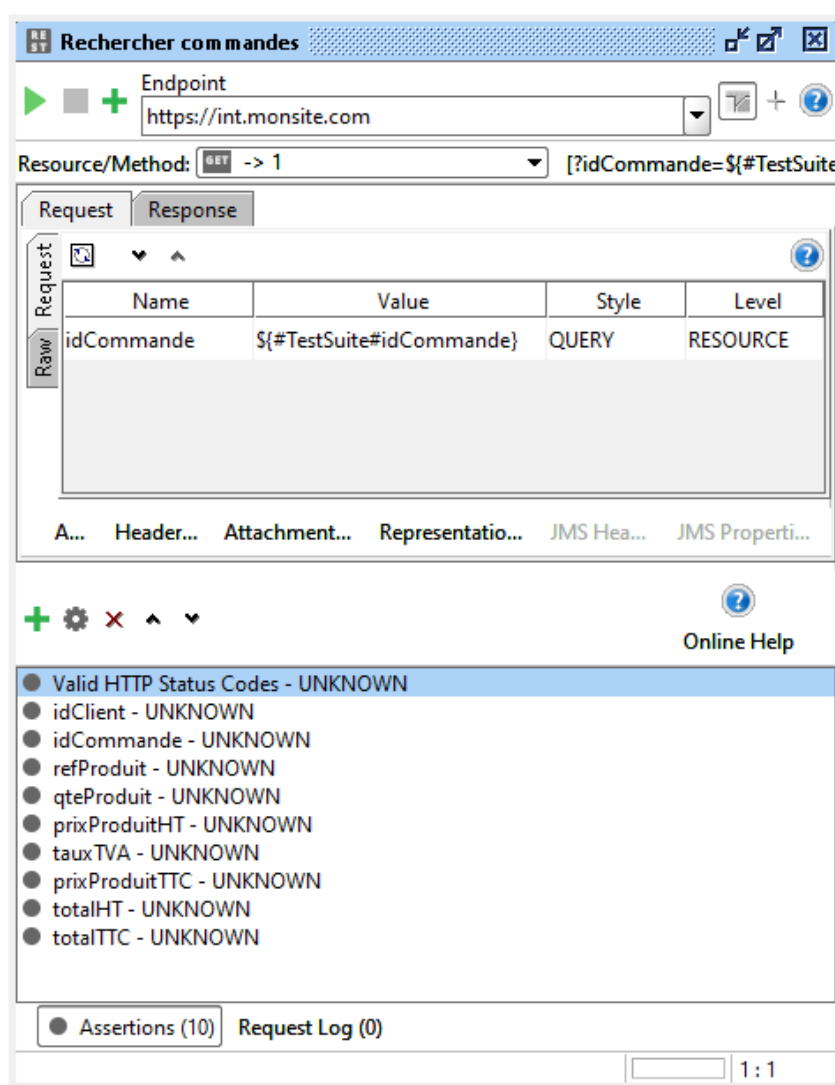 RE ST Rechercher commandes
Endpoint
https://int.monsite.com
Resource/Method: GET -> 1 [?idCommande=${#TestSuite
Request Response
Request
Raw
Name Value Style Level
idCommande ${#TestSuite#idCommande} QUERY RESOURCE
A... Header... Attachment... Representatio... JMS Hea... JMS Properti...
Online Help
Valid HTTP Status Codes - UNKNOWN
idClient - UNKNOWN
idCommande - UNKNOWN
refProduit - UNKNOWN
qteProduit - UNKNOWN
prixProduitHT - UNKNOWN
tauxTVA - UNKNOWN
prixProduitTTC - UNKNOWN
totalHT - UNKNOWN
totalTTC - UNKNOWN
Assertions (10) Request Log (0)
1 : 1